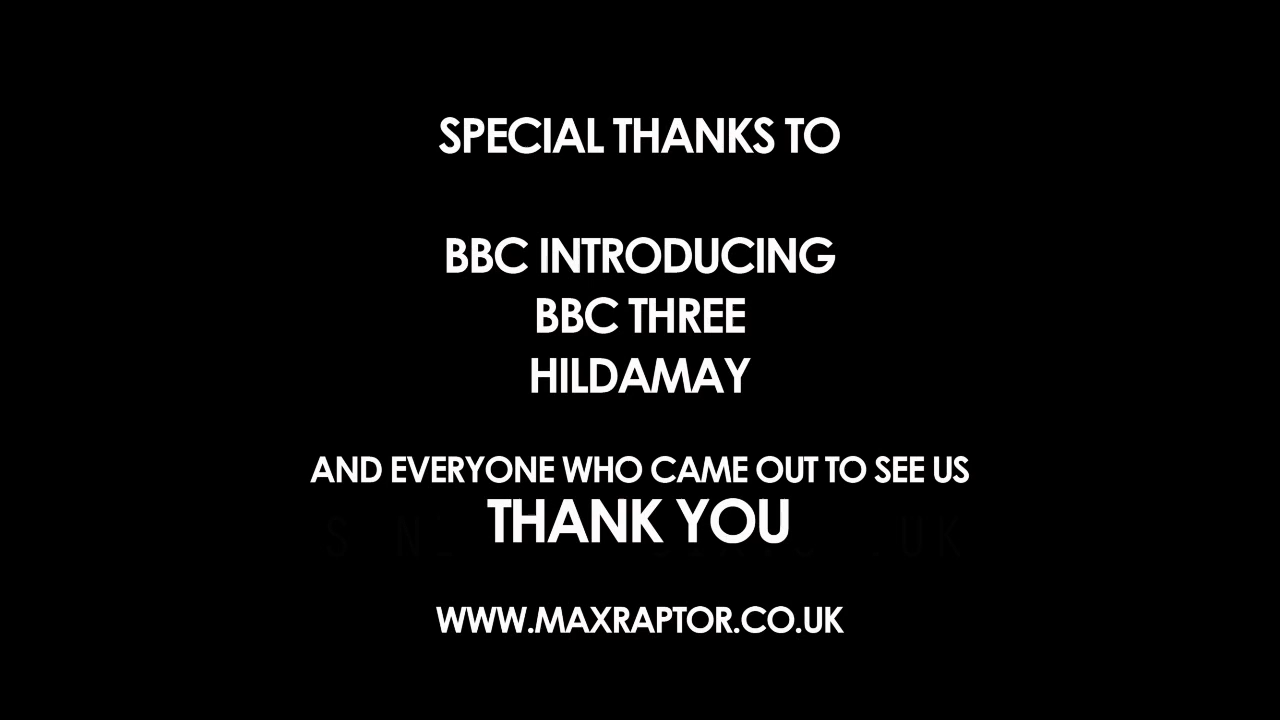 SPECIAL THANKS TO
BBC INTRODUCING
BBC THREE
HILDAMAY
AND EVERYONE WHO CAME OUT TO SEE US
THANK YOU
WWW.MAXRAPTOR.CO.UK